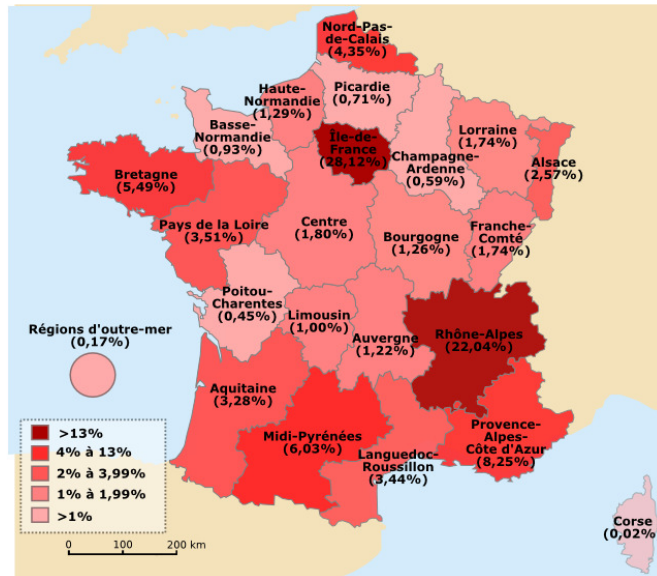 Nord-Pas-
de-Calais
(4,35%)
Haute-
Normandie
(1,29%)
Picardie
(0,71%)
Basse-
Normandie
(0,93%)
Île-de-
France
(28,12%)
Champagne-
Ardenne
(0,59%)
Lorraine
(1,74%)
Alsace
(2,57%)
Bretagne
(5,49%)
Pays de la Loire
(3,51%)
Centre
(1,80%)
Bourgogne
(1,26%)
Franche-
Comté
(1,74%)
Poitou-
Charentes
(0,45%)
Limousin
(1,00%)
Auvergne
(1,22%)
Rhône-Alpes
(22,04%)
Régions d'outre-mer
(0,17%)
Aquitaine
(3,28%)
Midi-Pyrénées
(6,03%)
Languedoc-
Roussillon
(3,44%)
Provence-
Alpes-
Côte d'Azur
(8,25%)
Corse
(0,02%)
>13%
4% à 13%
2% à 3,99%
1% à 1,99%
>1%
0 100 200 km